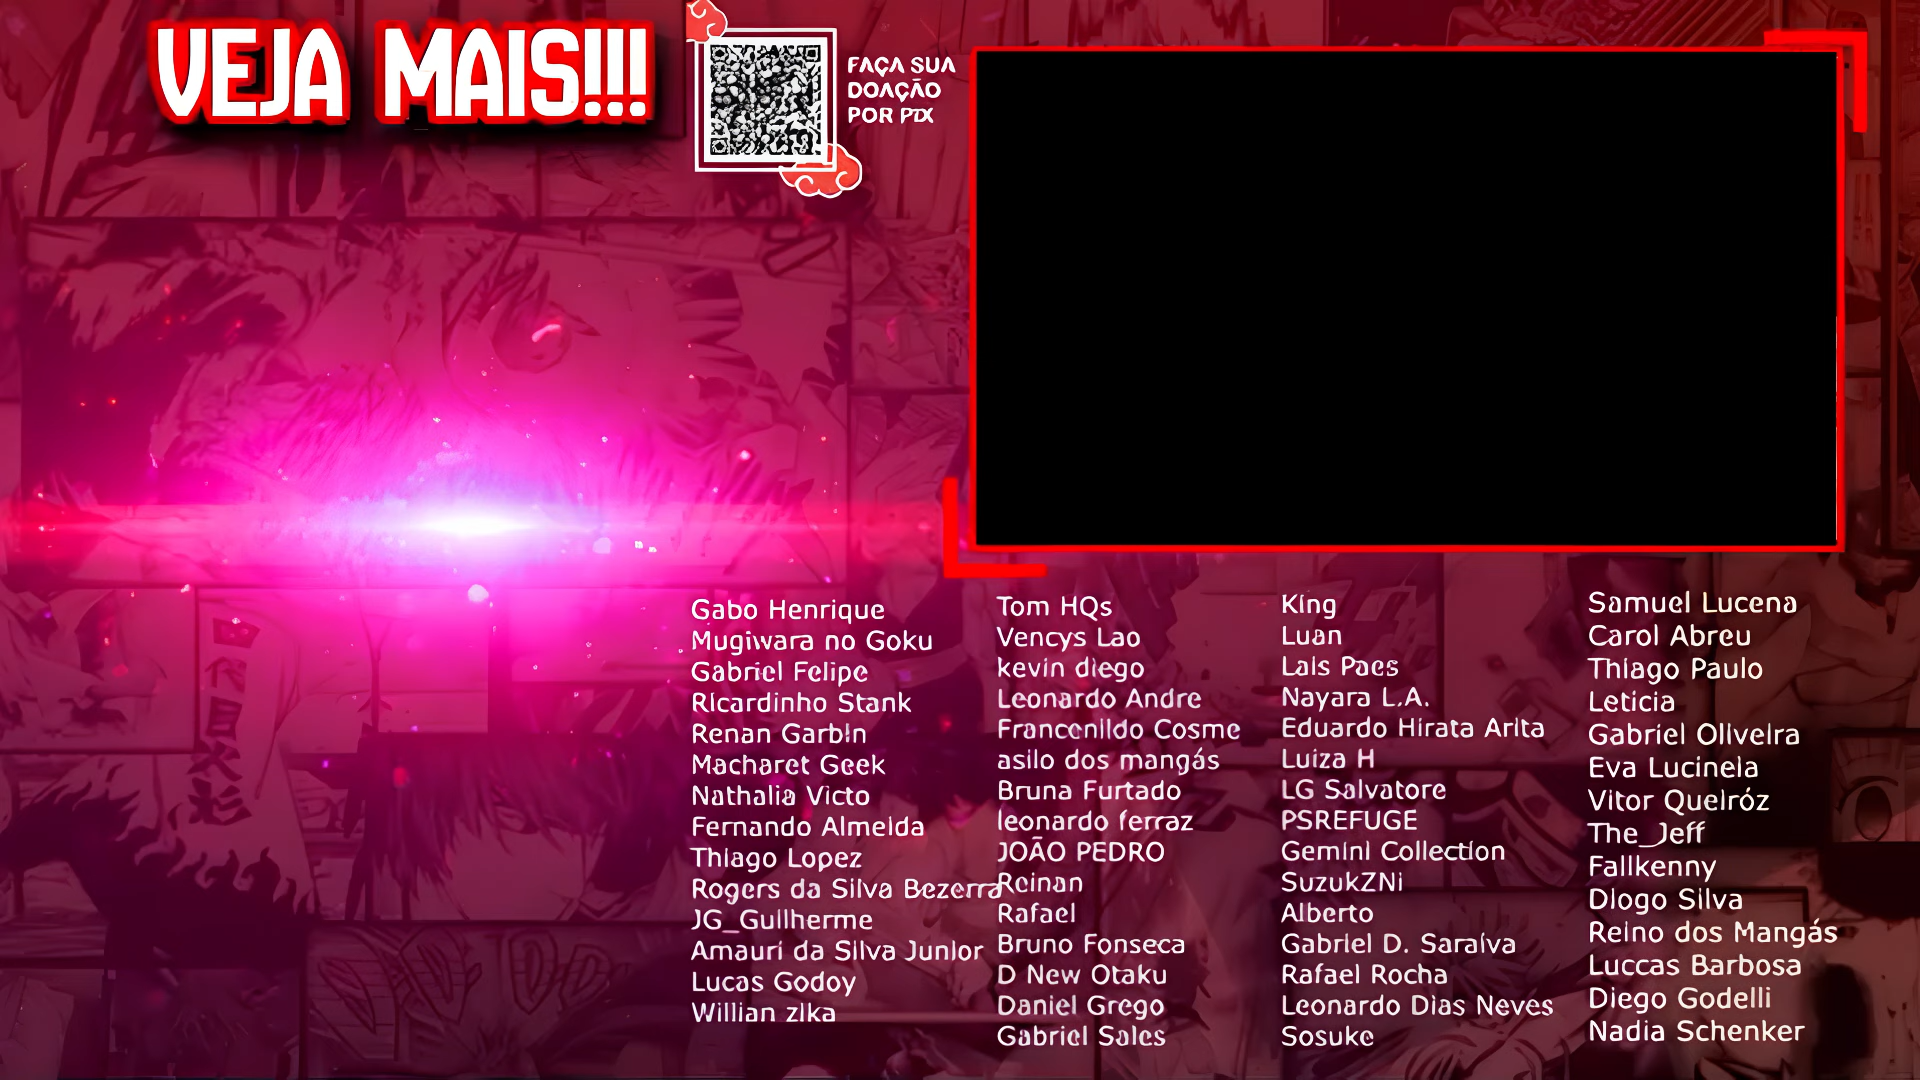 VEJA MAIS!!!
FAÇA SUA
DOAÇÃO
POR PIX
Gabo Henrique
Mugiwara no Goku
Gabriel Felipe
Ricardinho Stank
Renan Garbin
Macharet Geek
Nathalia Victo
Fernando Almeida
Thiago Lopez
Rogers da Silva Bezerra
JG_Guilherme
Amauri da Silva Junior
Lucas Godoy
Willian zika
Tom HQs
Vencys Lao
kevin diego
Leonardo Andre
Francenildo Cosme
asilo dos mangás
Bruna Furtado
leonardo ferraz
JOÃO PEDRO
Reinan
Rafael
Bruno Fonseca
D New Otaku
Daniel Grego
Gabriel Sales
King
Luan
Lais Paes
Nayara L.A.
Eduardo Hirata Arita
Luiza H
LG Salvatore
PSREFUGE
Gemini Collection
SuzukZNi
Alberto
Gabriel D. Saraiva
Rafael Rocha
Leonardo Dias Neves
Sosuke
Samuel Lucena
Carol Abreu
Thiago Paulo
Leticia
Gabriel Oliveira
Eva Lucineia
Vitor Queiróz
The_Jeff
Fallkenny
Diogo Silva
Reino dos Mangás
Luccas Barbosa
Diego Godelli
Nadia Schenker